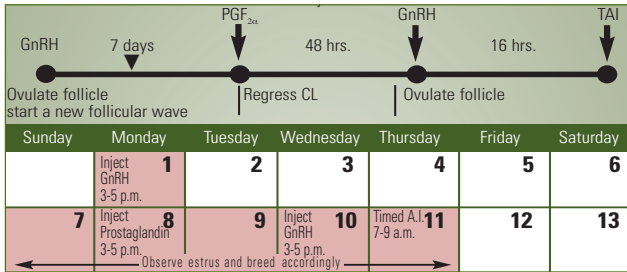 PGF2α GnRH TAI
GnRH 7 days 48 hrs. 16 hrs.
Ovulate follicle
start a new follicular wave
Regress CL
Ovulate follicle
Sunday Monday Tuesday Wednesday Thursday Friday Saturday
Inject
GnRH
3-5 p.m.
1 2 3 4 5 6
7
Inject
Prostaglandin
3-5 p.m.
8 9
Inject
GnRH
3-5 p.m.
10
Timed A.I.
7-9 a.m.
11 12 13
Observe estrus and breed accordingly